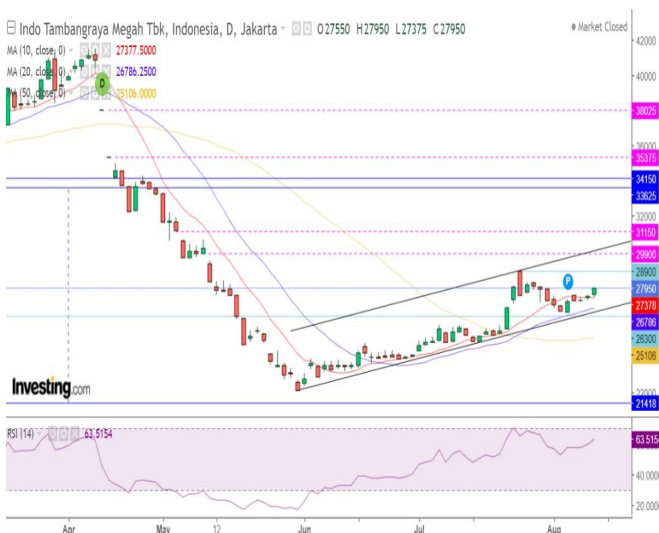 Indo Tambangraya Megah Tbk, Indonesia, D, Jakarta O27550 H27950 L27375 C27950
Market Closed
MA (10, close, 0) 27377.5000
MA (20, close, 0) 26786.2500
(50, close, 0) 25106.0000
D
P
42000
40000
38025
36000
35375
34150
33625
32000
31150
29900
28900
27950
27378
26786
26300
25106
22000
21418
Investing.com
RSI (14) 63.5154
63.5154
40.0000
20.0000
Apr May 12 Jun Jul Aug